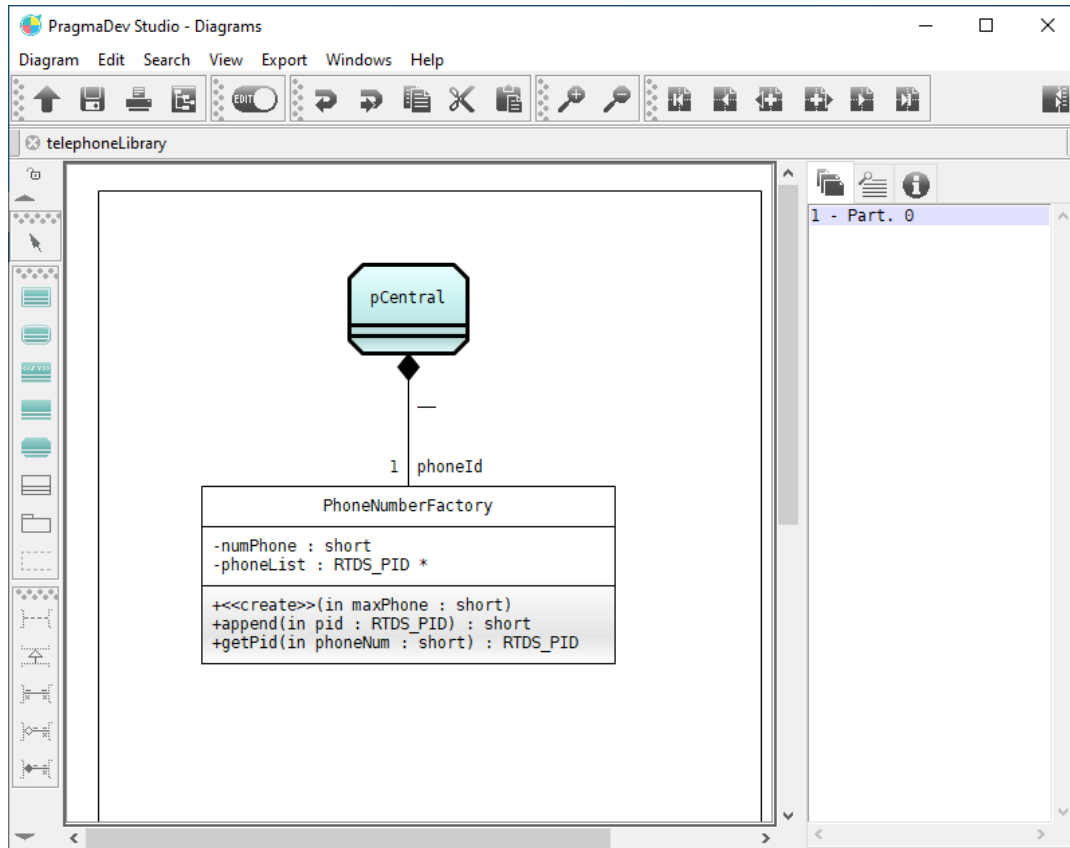 PragmaDev Studio - Diagrams
Diagram Edit Search View Export Windows Help
EDIT
telephoneLibrary
1 - Part. 0
pCentral
1 phoneId
PhoneNumberFactory
-numPhone : short
-phoneList : RTDS_PID *
+<<create>>(in maxPhone : short)
+append(in pid : RTDS_PID) : short
+getPid(in phoneNum : short) : RTDS_PID